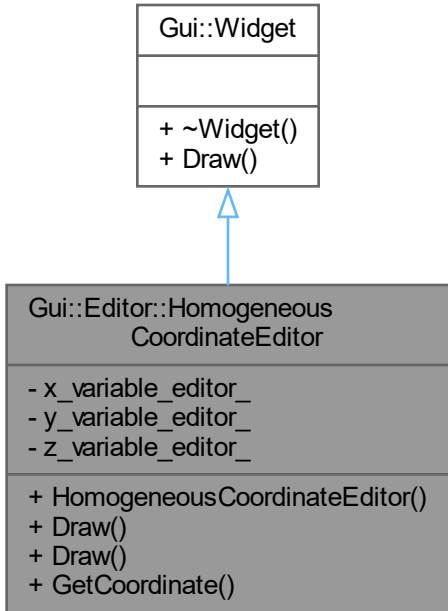 Gui::Widget
+ ~Widget()
+ Draw()
Gui::Editor::Homogeneous
CoordinateEditor
- x_variable_editor_
- y_variable_editor_
- z_variable_editor_
+ HomogeneousCoordinateEditor()
+ Draw()
+ Draw()
+ GetCoordinate()